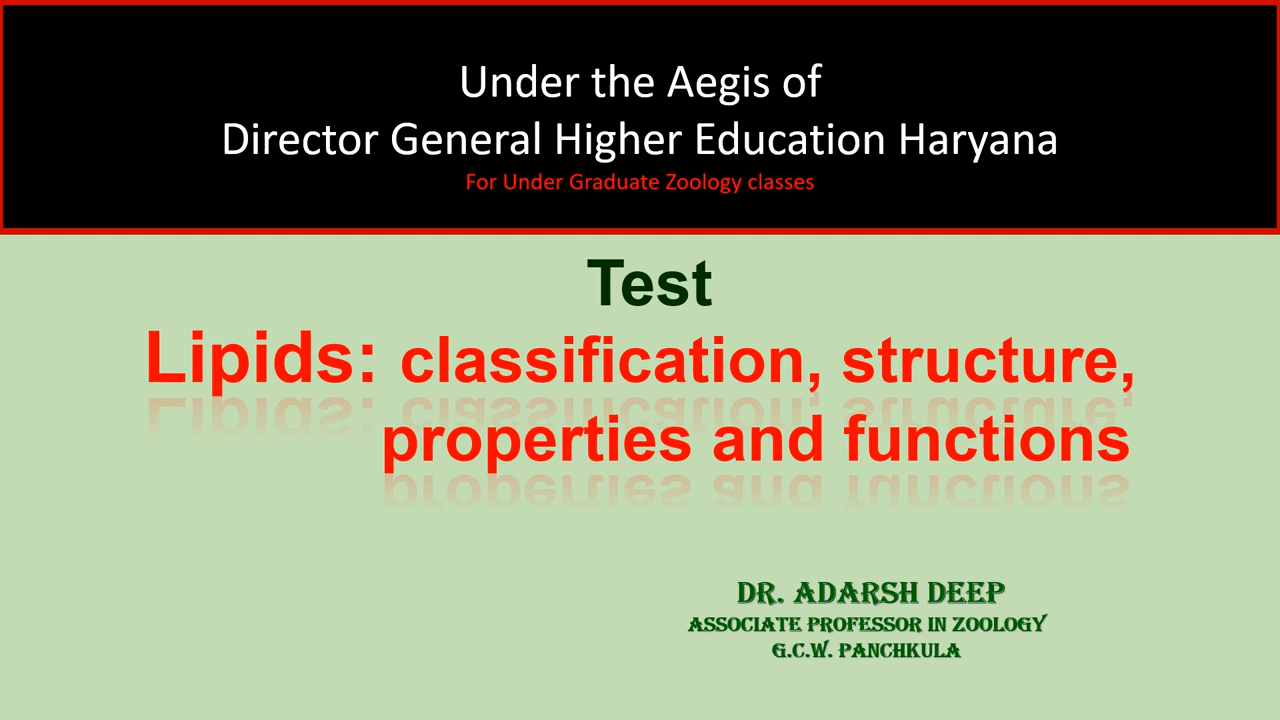 Under the Aegis of
Director General Higher Education Haryana
For Under Graduate Zoology classes
Test
Lipids: classification, structure,
properties and functions
DR. ADARSH DEEP
ASSOCIATE PROFESSOR IN ZOOLOGY
G.C.W. PANCHKULA